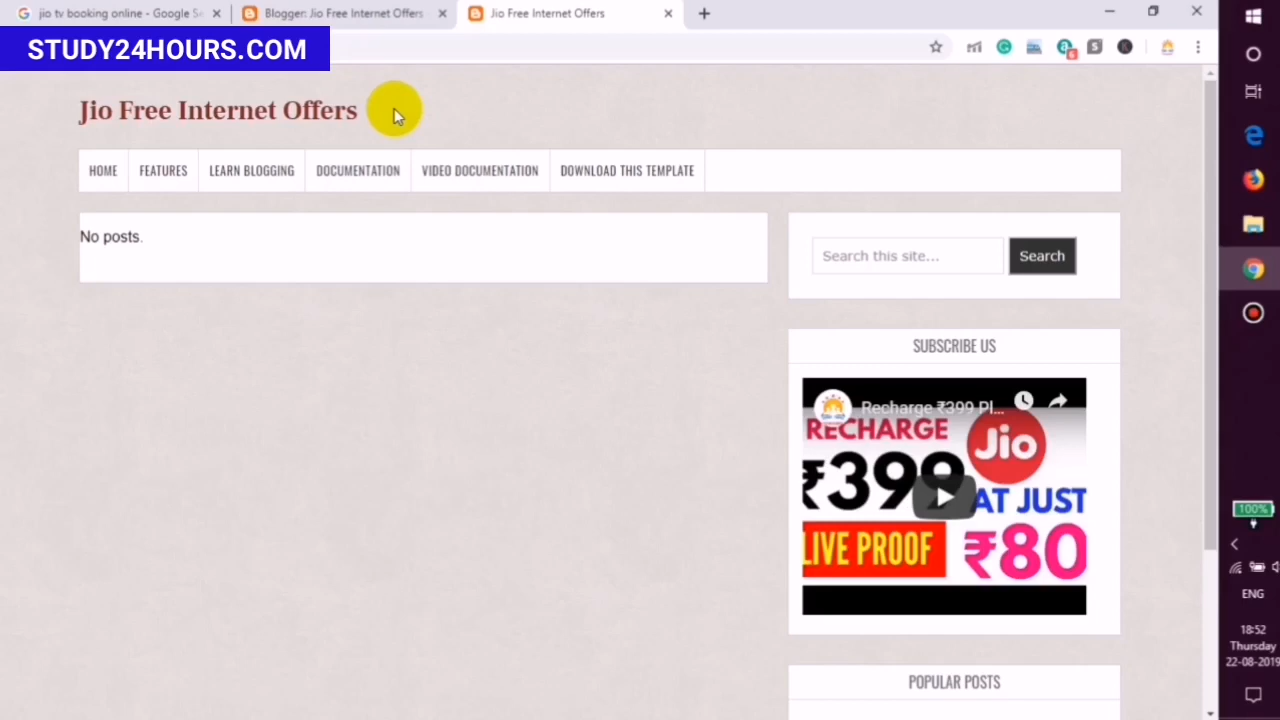 jio tv booking online - Google Se
Blogger: Jio Free Internet Offers
Jio Free Internet Offers
STUDY24HOURS.COM
Jio Free Internet Offers
HOME
FEATURES
LEARN BLOGGING
DOCUMENTATION
VIDEO DOCUMENTATION
DOWNLOAD THIS TEMPLATE
No posts.
Search this site...
Search
SUBSCRIBE US
Recharge ₹399 Pl...
RECHARGE
Jio
₹399
AT JUST
LIVE PROOF
₹80
POPULAR POSTS
100%
ENG
18:52
Thursday
22-08-2019